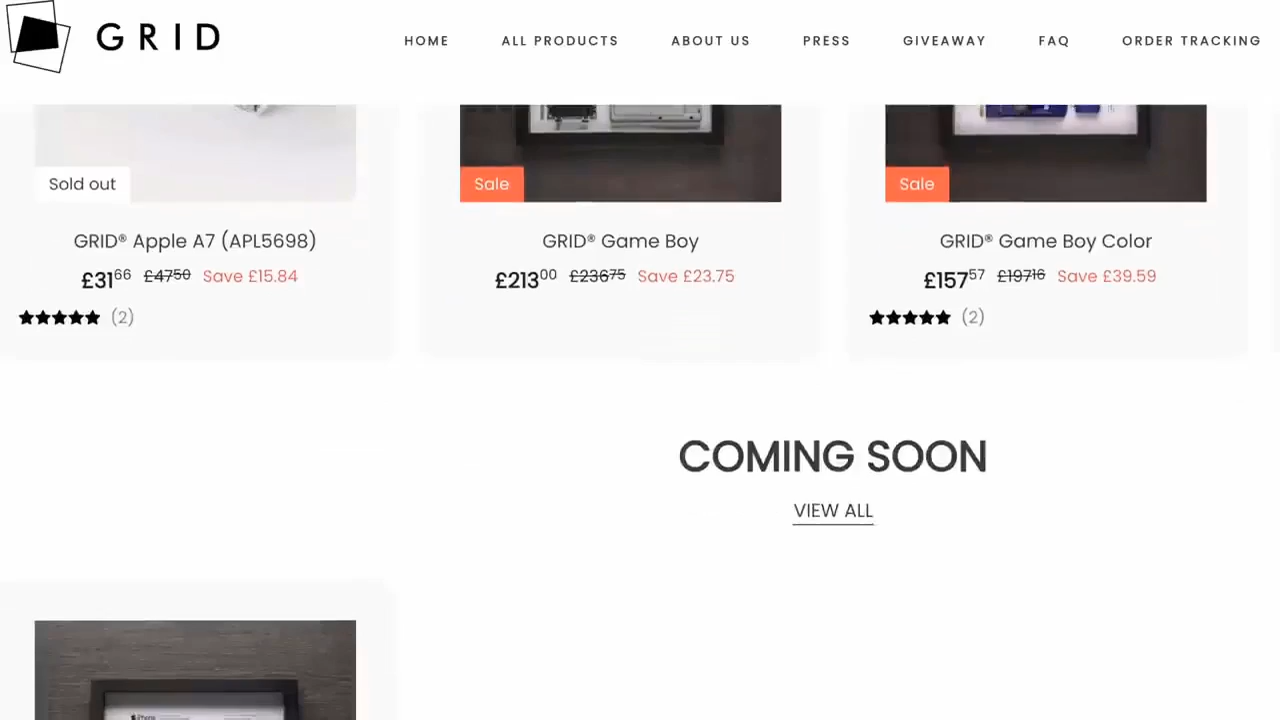 GRID
HOME ALL PRODUCTS ABOUT US PRESS GIVEAWAY FAQ ORDER TRACKING
Sold out
Sale
Sale
GRID® Apple A7 (APL5698)
£31⁶⁶ £47⁵⁰ Save £15.84
(2)
GRID® Game Boy
£213⁰⁰ £236⁷⁵ Save £23.75
GRID® Game Boy Color
£157⁵⁷ £197¹⁶ Save £39.59
(2)
COMING SOON
VIEW ALL
iPhone